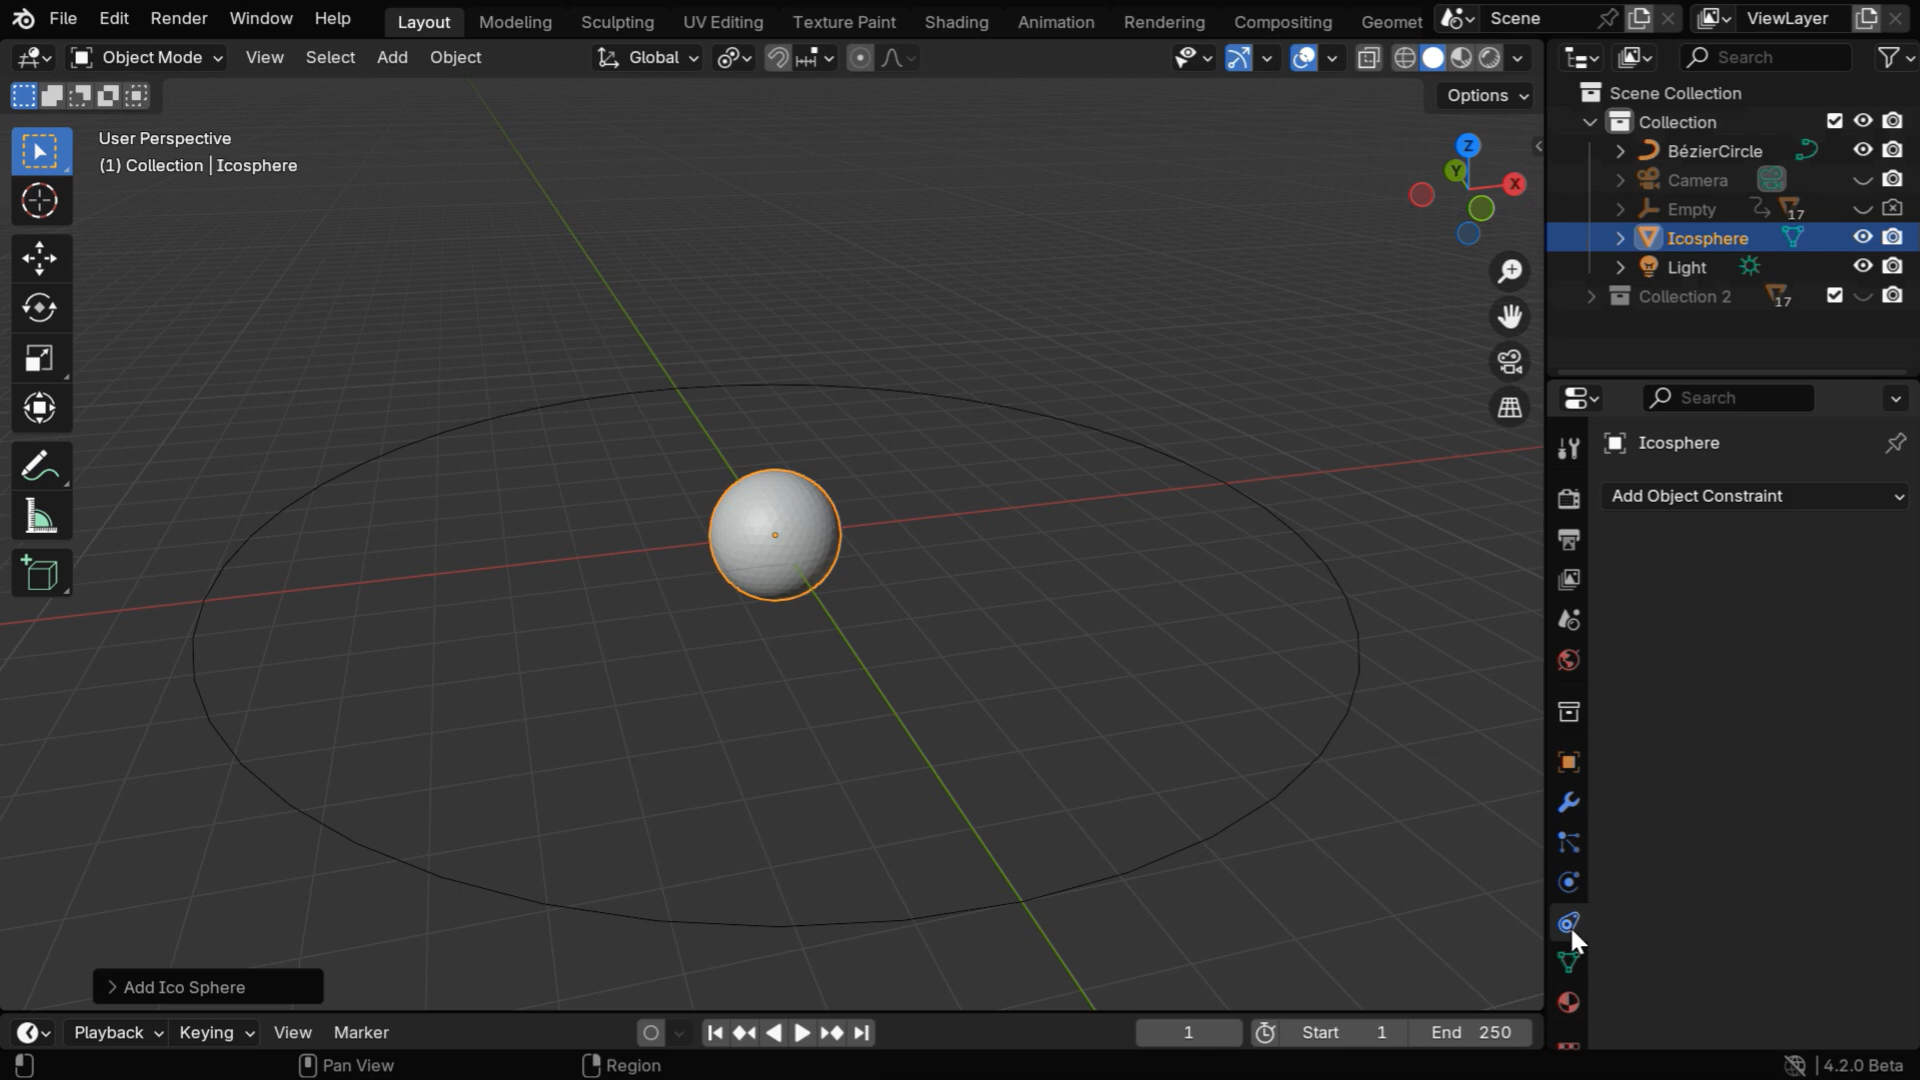 File Edit Render Window Help Layout Modeling Sculpting UV Editing Texture Paint Shading Animation Rendering Compositing Geomet Scene ViewLayer
Object Mode View Select Add Object Global Search
Options
User Perspective
(1) Collection | Icosphere
Z
Y
X
Scene Collection
Collection
BézierCircle
Camera
Empty 17
Icosphere
Light
Collection 2 17
Search
Icosphere
Add Object Constraint
Add Ico Sphere
Playback Keying View Marker 1 Start 1 End 250
Pan View Region 4.2.0 Beta